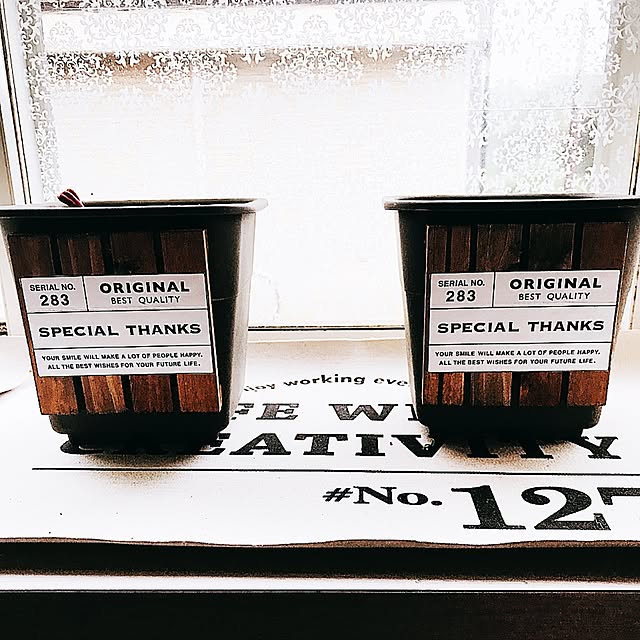 SERIAL NO.
283
ORIGINAL
BEST QUALITY
SPECIAL THANKS
YOUR SMILE WILL MAKE A LOT OF PEOPLE HAPPY.
ALL THE BEST WISHES FOR YOUR FUTURE LIFE.
SERIAL NO.
283
ORIGINAL
BEST QUALITY
SPECIAL THANKS
YOUR SMILE WILL MAKE A LOT OF PEOPLE HAPPY.
ALL THE BEST WISHES FOR YOUR FUTURE LIFE.
working
CREATIVITY
#No. 127